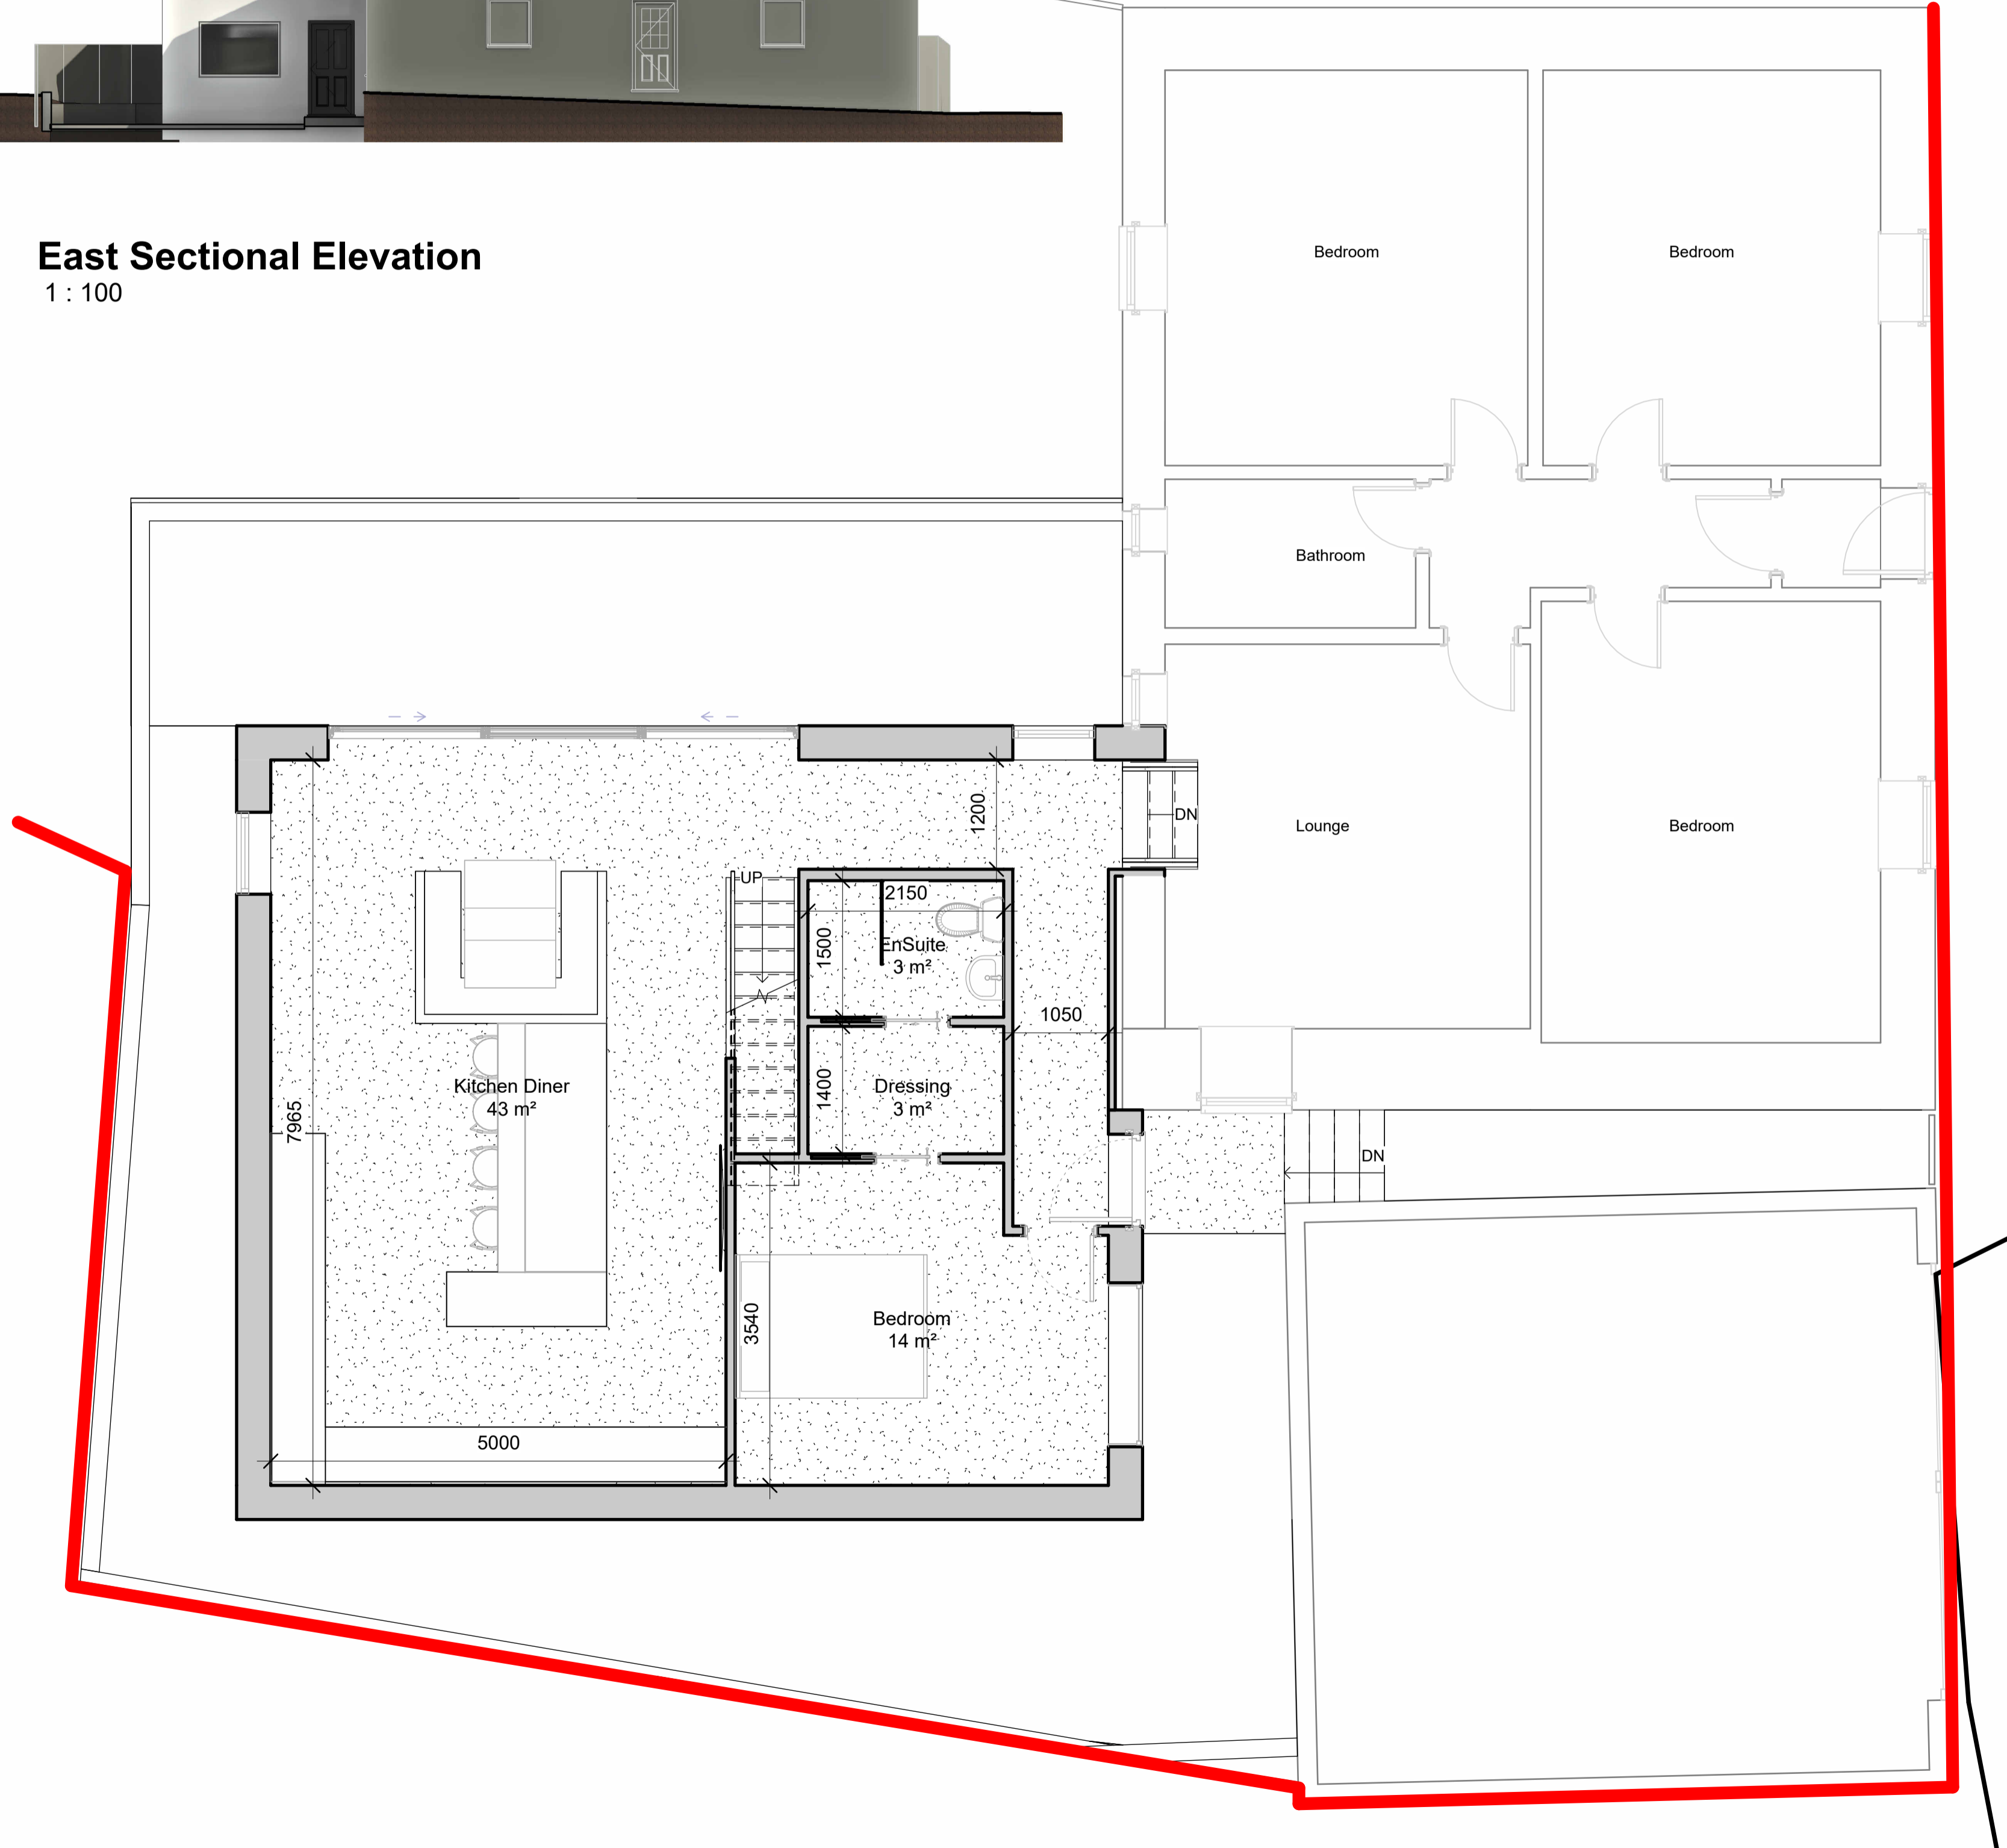 East Sectional Elevation
1 : 100
Bedroom
Bedroom
Bathroom
Lounge
Bedroom
DN
1200
UP
2150
1500
EnSuite
3 m²
1050
1400
Dressing
3 m²
Kitchen Diner
43 m²
7965
DN
3540
Bedroom
14 m²
5000